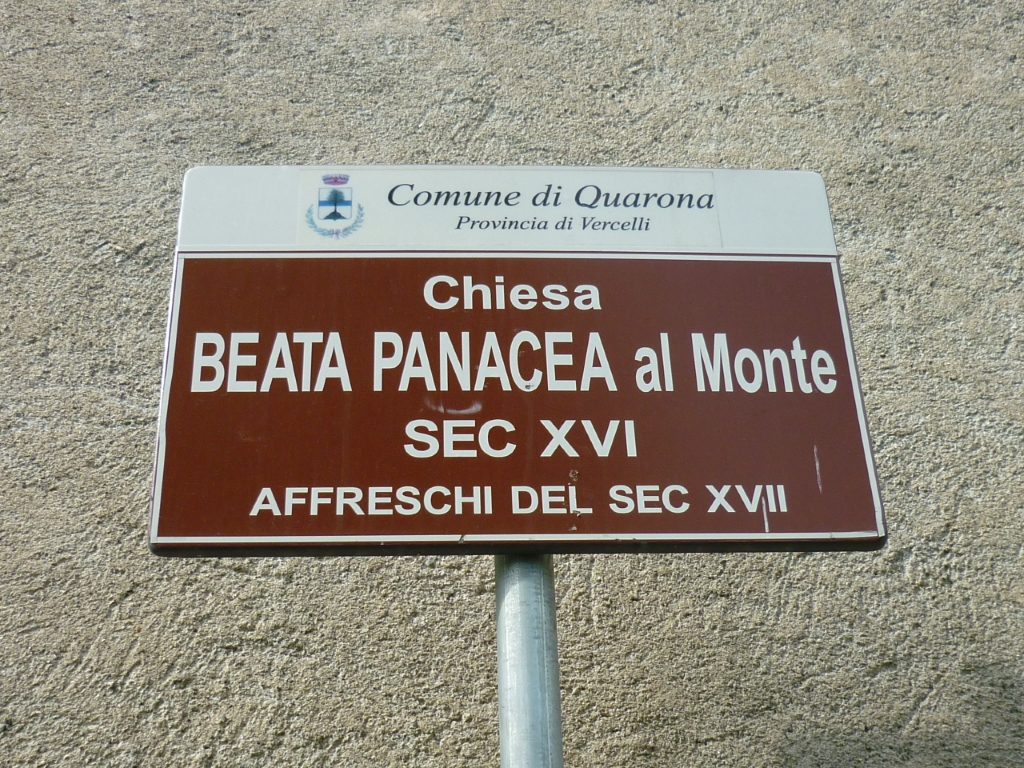 Comune di Quarona
Provincia di Vercelli
Chiesa
BEATA PANACEA al Monte
SEC XVI
AFFRESCHI DEL SEC XVII